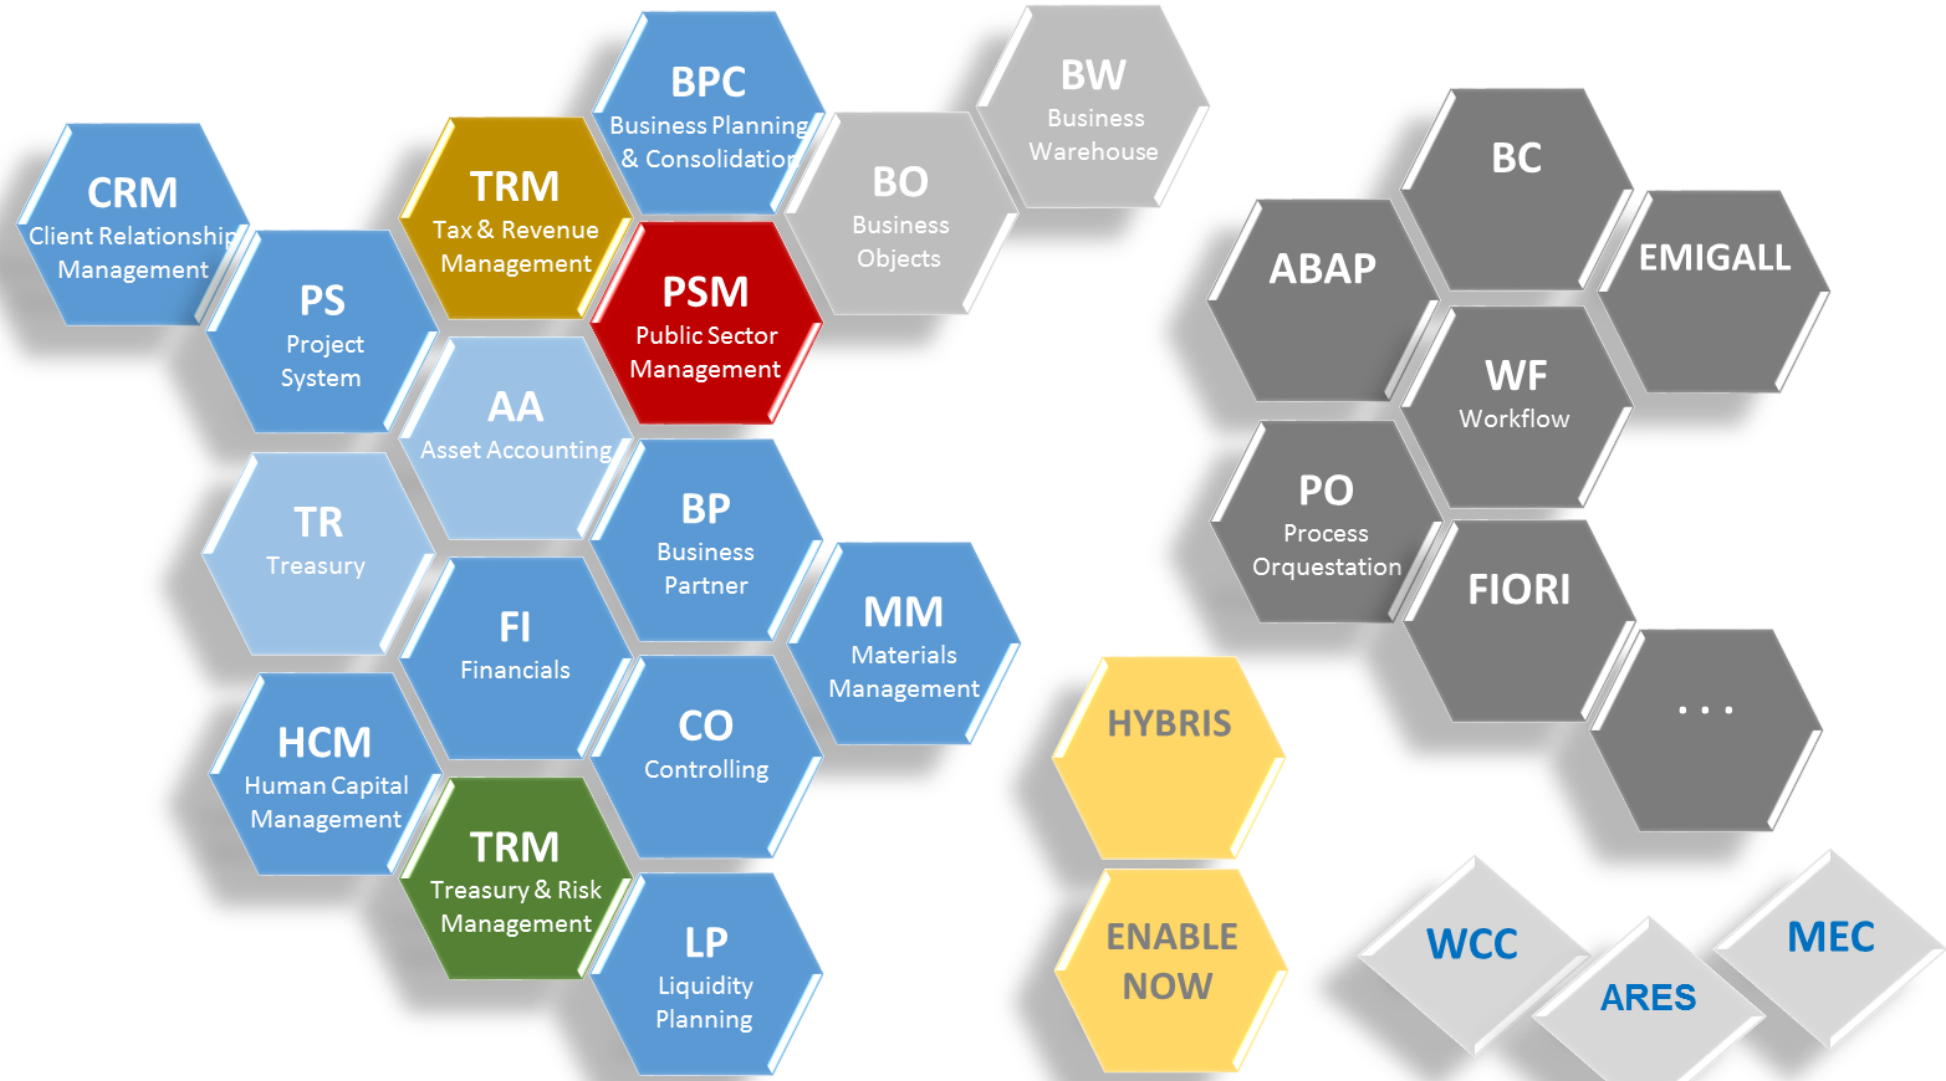 BPC
Business Planning
& Consolidation
BW
Business
Warehouse
CRM
Client Relationship
Management
TRM
Tax & Revenue
Management
BO
Business
Objects
PS
Project
System
PSM
Public Sector
Management
AA
Asset Accounting
TR
Treasury
BP
Business
Partner
FI
Financials
MM
Materials
Management
HCM
Human Capital
Management
CO
Controlling
TRM
Treasury & Risk
Management
LP
Liquidity
Planning
BC
ABAP
EMIGALL
WF
Workflow
PO
Process
Orquestation
FIORI
...
HYBRIS
ENABLE
NOW
WCC
ARES
MEC